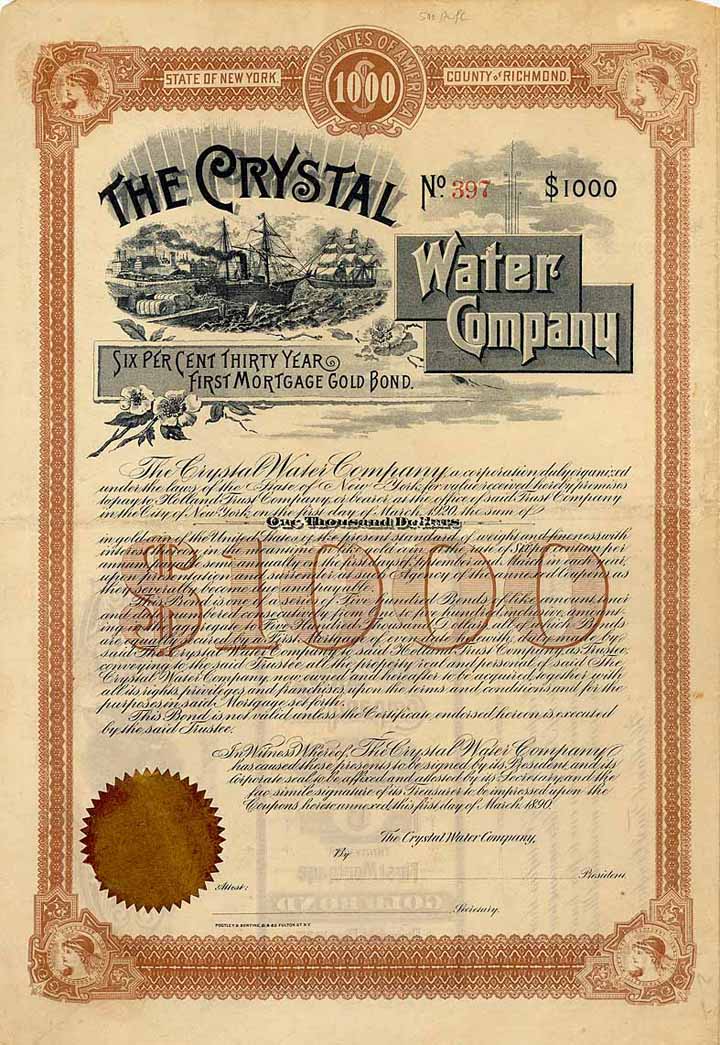 STATE OF NEW YORK.
UNITED STATES OF AMERICA
1000
COUNTY OF RICHMOND.
THE CRYSTAL
No. 397 $1000
Water
Company
SIX PER CENT THIRTY YEAR
FIRST MORTGAGE GOLD BOND.
The Crystal Water Company, a corporation duly organized
under the laws of the State of New York, for value received hereby promises
to pay to Holland Trust Company, or bearer, at the office of said Trust Company
in the City of New York, on the first day of March, 1920, the sum of
One Thousand Dollars
in gold coin of the United States of the present standard of weight and fineness with
interest thereon in the meantime in like gold coin at the rate of six per centum per
annum, payable semi-annually on the first days of September and March in each year,
upon presentation and surrender at such Agency of the annexed Coupons as
they severally become due and payable.
$1000
This Bond is one of a series of Five Hundred Bonds of like amount, tenor
and date, numbered consecutively from one to five hundred inclusive, amount-
ing in all to Five Hundred Thousand Dollars, all of which Bonds
are equally secured by a First Mortgage of even date herewith, duly made by
said The Crystal Water Company to said Holland Trust Company as Trustee,
conveying to the said Trustee all the property real and personal, of said The
Crystal Water Company, now owned and hereafter to be acquired, together with
all its rights, privileges and franchises, upon the terms and conditions and for the
purposes in said Mortgage set forth.
This Bond is not valid unless the Certificate endorsed hereon is executed
by the said Trustee.
In Witness Whereof, The Crystal Water Company
has caused these presents to be signed by its President, and its
corporate seal to be affixed and attested by its Secretary, and the
fac simile signature of its Treasurer to be impressed upon the
Coupons hereto annexed, this first day of March, 1890.
The Crystal Water Company,
By
President.
Attest:
Secretary.